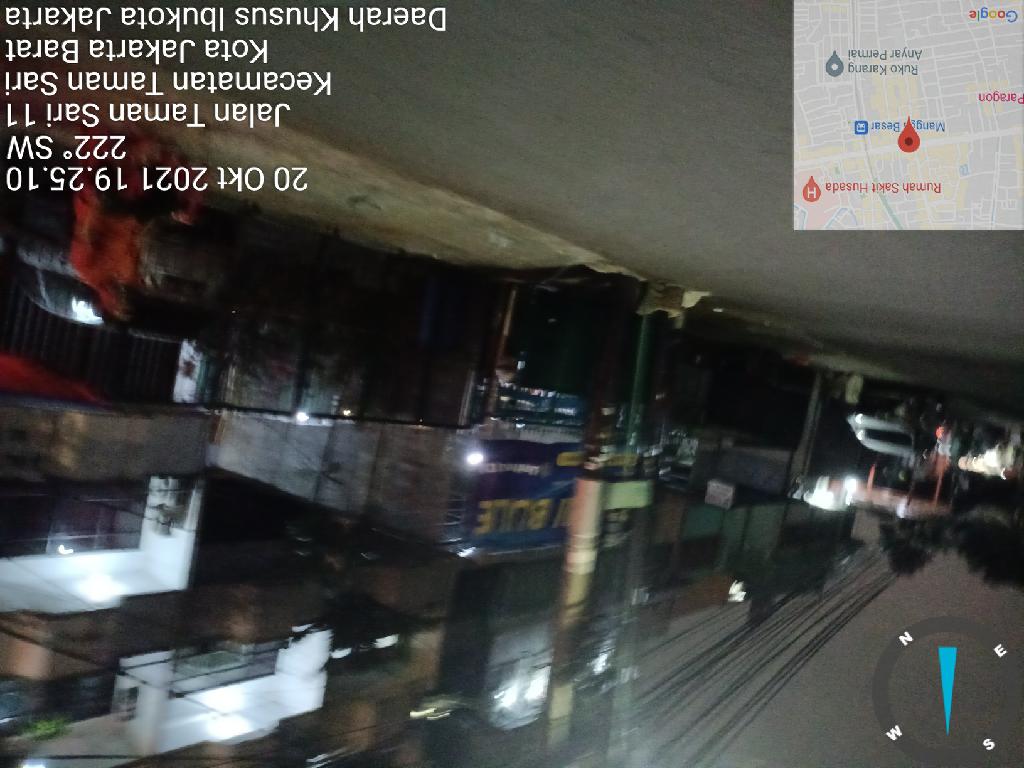 S
W
E
N
BULE
Rumah Sakit Husada
H
Mangga Besar
Paragon
Ruko Karang
Anyar Permai
Google
20 Okt 2021 19.25.10
222° SW
Jalan Taman Sari 11
Kecamatan Taman Sari
Kota Jakarta Barat
Daerah Khusus Ibukota Jakarta